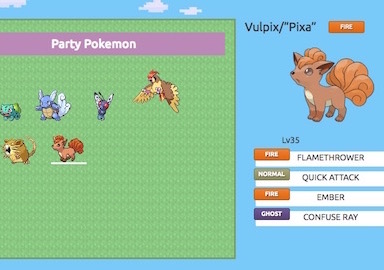 Party Pokemon
Vulpix/"Pixa" FIRE
Lv35
FIRE FLAMETHROWER
NORMAL QUICK ATTACK
FIRE EMBER
GHOST CONFUSE RAY